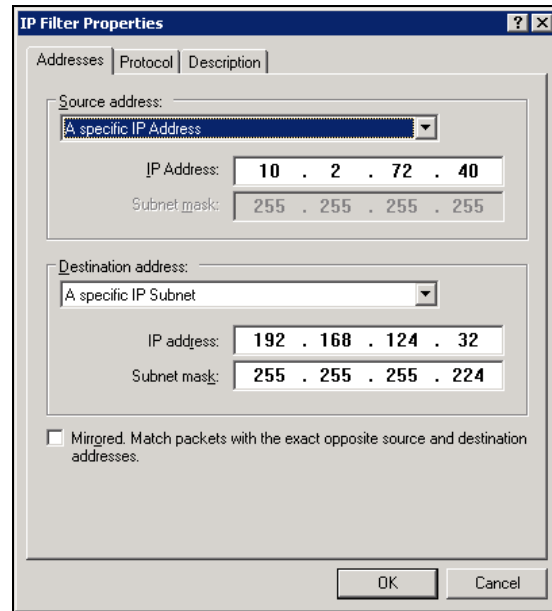 IP Filter Properties ? X
Addresses Protocol Description
Source address:
A specific IP Address
IP Address: 10 . 2 . 72 . 40
Subnet mask: 255 . 255 . 255 . 255
Destination address:
A specific IP Subnet
IP address: 192 . 168 . 124 . 32
Subnet mask: 255 . 255 . 255 . 224
Mirrored. Match packets with the exact opposite source and destination
addresses.
OK Cancel